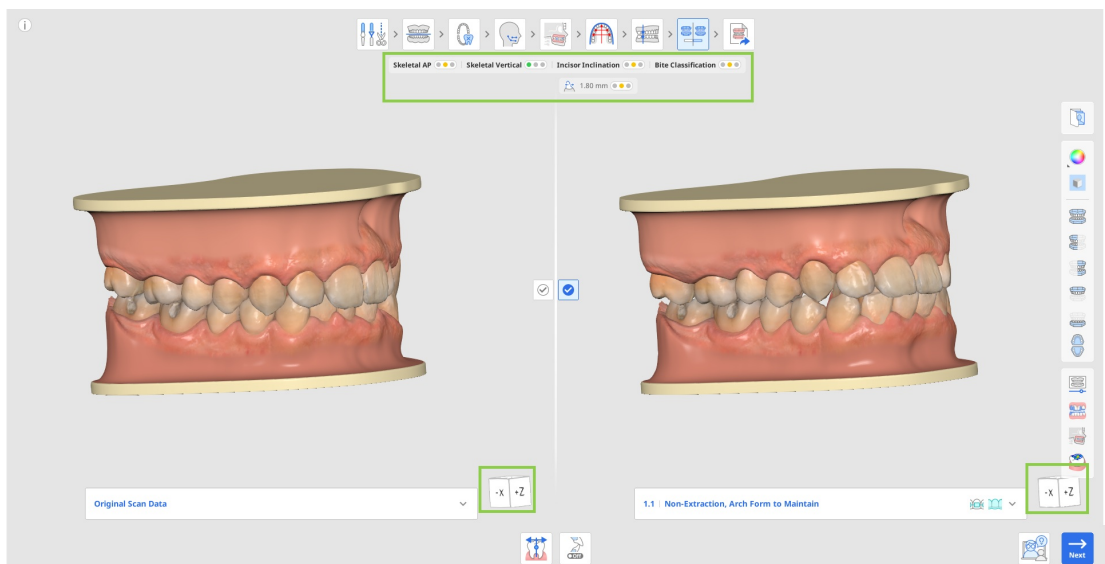 Skeletal AP Skeletal Vertical Incisor Inclination Bite Classification
1.80 mm
-X +Z
-X +Z
Original Scan Data
1.1 Non-Extraction, Arch Form to Maintain
Off
Next